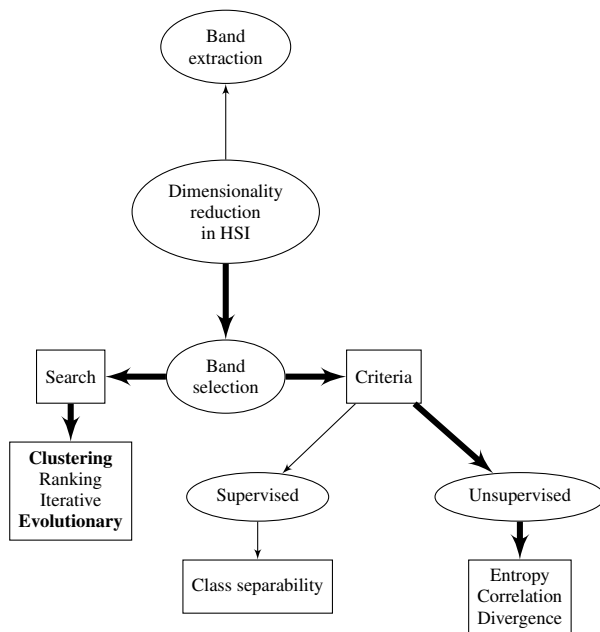 Band
extraction
Dimensionality
reduction
in HSI
Search
Band
selection
Criteria
Clustering
Ranking
Iterative
Evolutionary
Supervised
Unsupervised
Class separability
Entropy
Correlation
Divergence